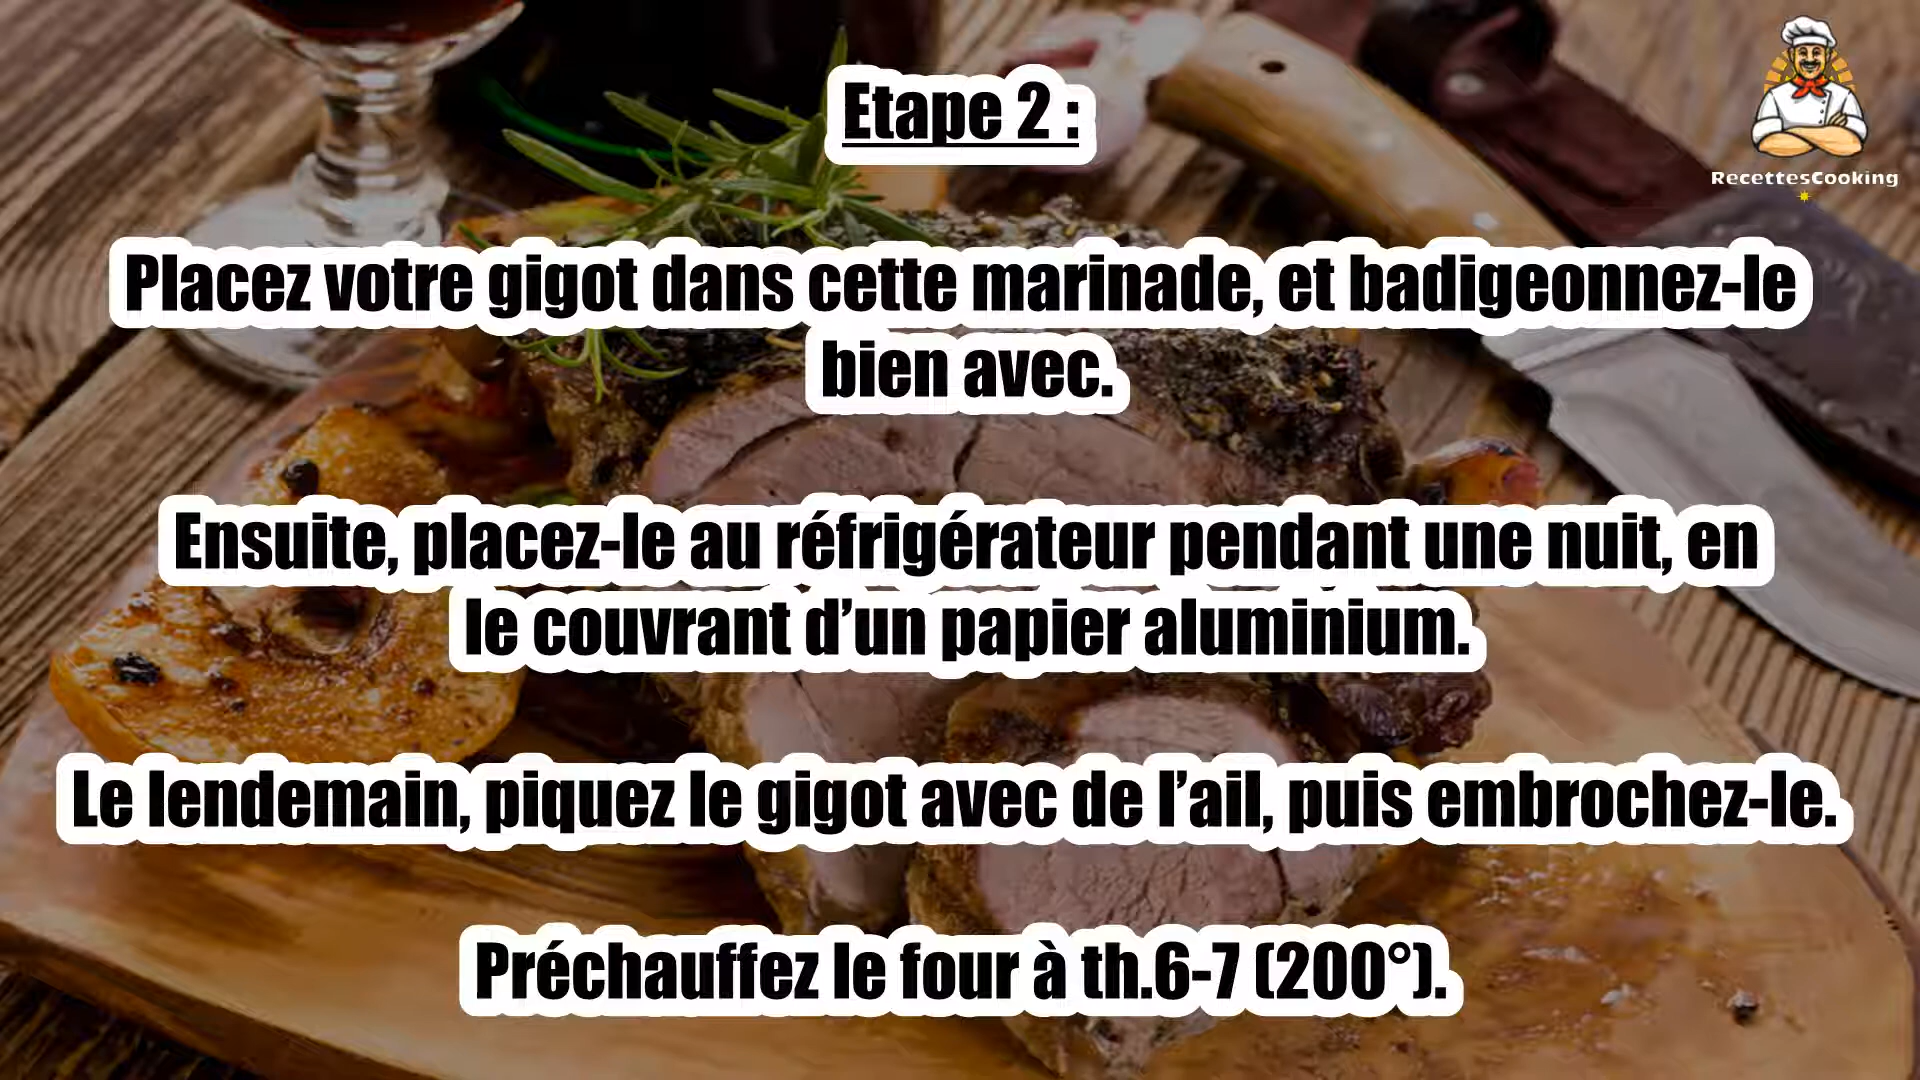 Etape 2 :
RecettesCooking
Placez votre gigot dans cette marinade, et badigeonnez-le
bien avec.
Ensuite, placez-le au réfrigérateur pendant une nuit, en
le couvrant d’un papier aluminium.
Le lendemain, piquez le gigot avec de l’ail, puis embrochez-le.
Préchauffez le four à th.6-7 (200°).